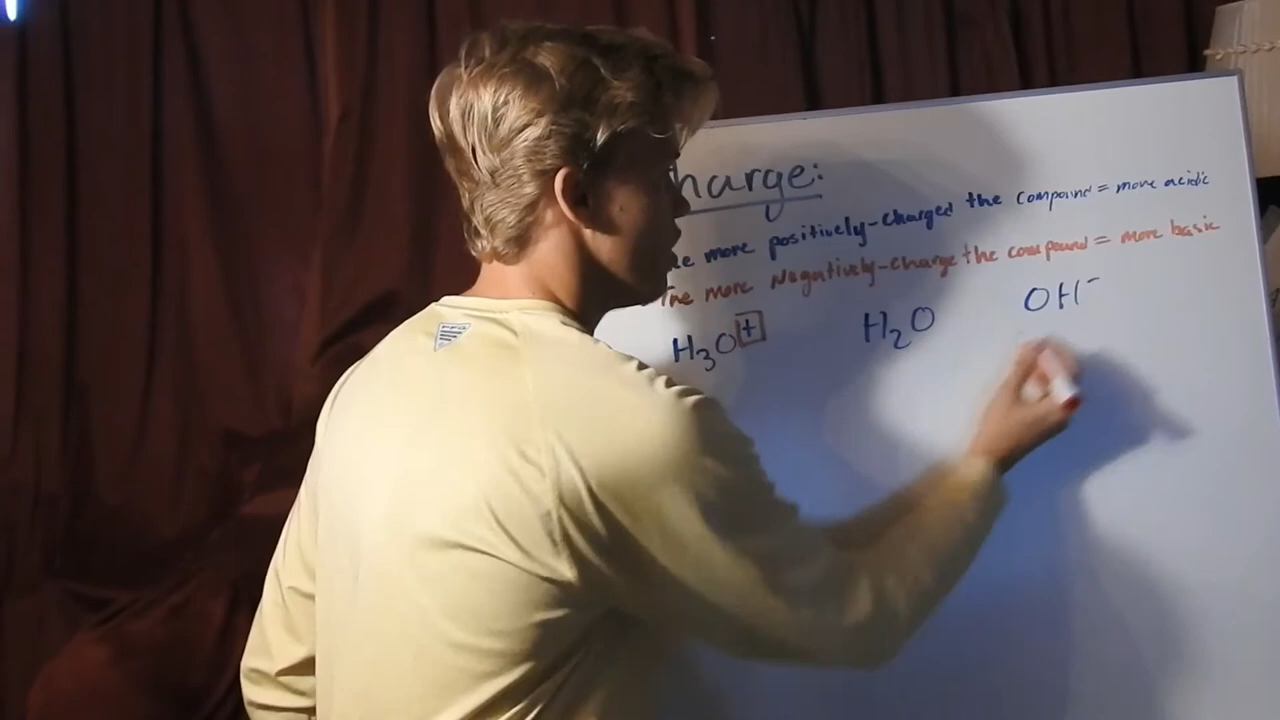 harge:
e more positively-charged the compound = more acidic
The more Negatively-charge the compound = more basic
H₃O⁺ H₂O OH⁻